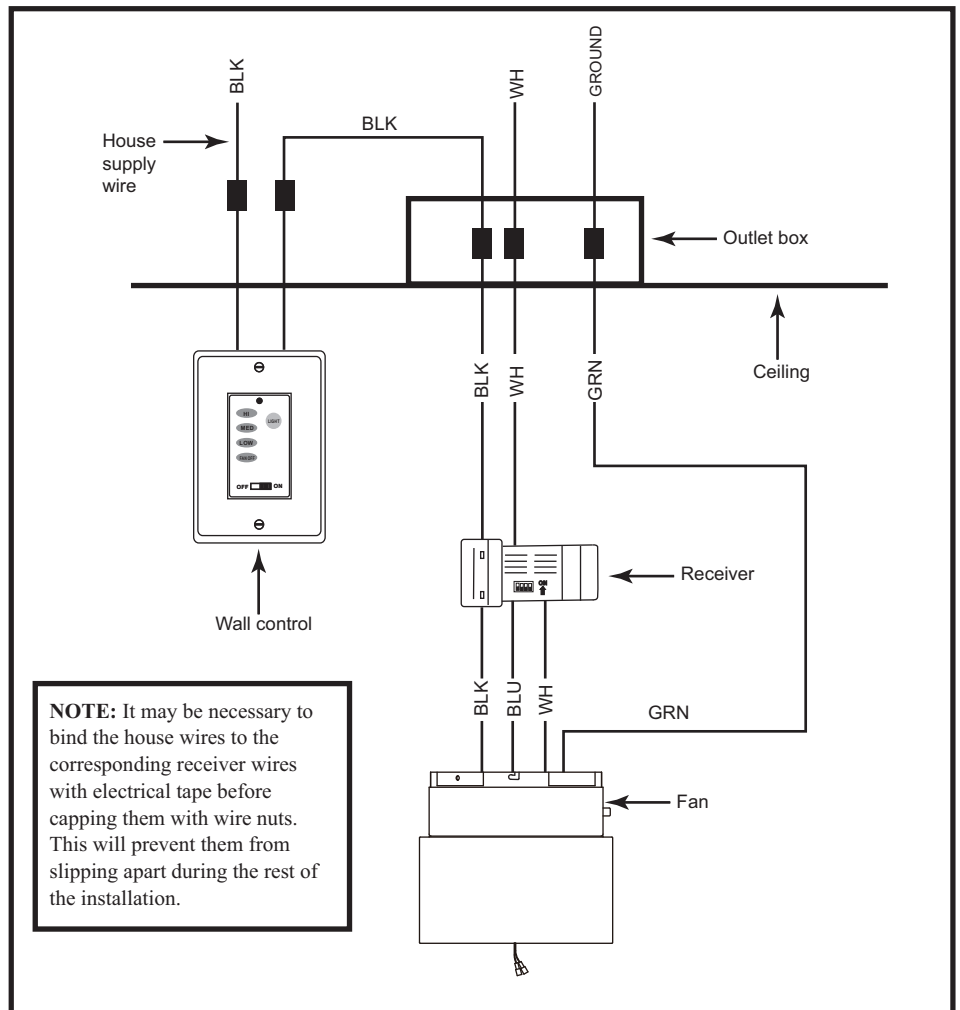 BLK
WH
GROUND
BLK
House
supply
wire
Outlet box
Ceiling
BLK
WH
GRN
HI
MED
LOW
LIGHT
OFF
ON
Wall control
ON
Receiver
BLK
BLU
WH
GRN
Fan
NOTE: It may be necessary to
bind the house wires to the
corresponding receiver wires
with electrical tape before
capping them with wire nuts.
This will prevent them from
slipping apart during the rest of
the installation.